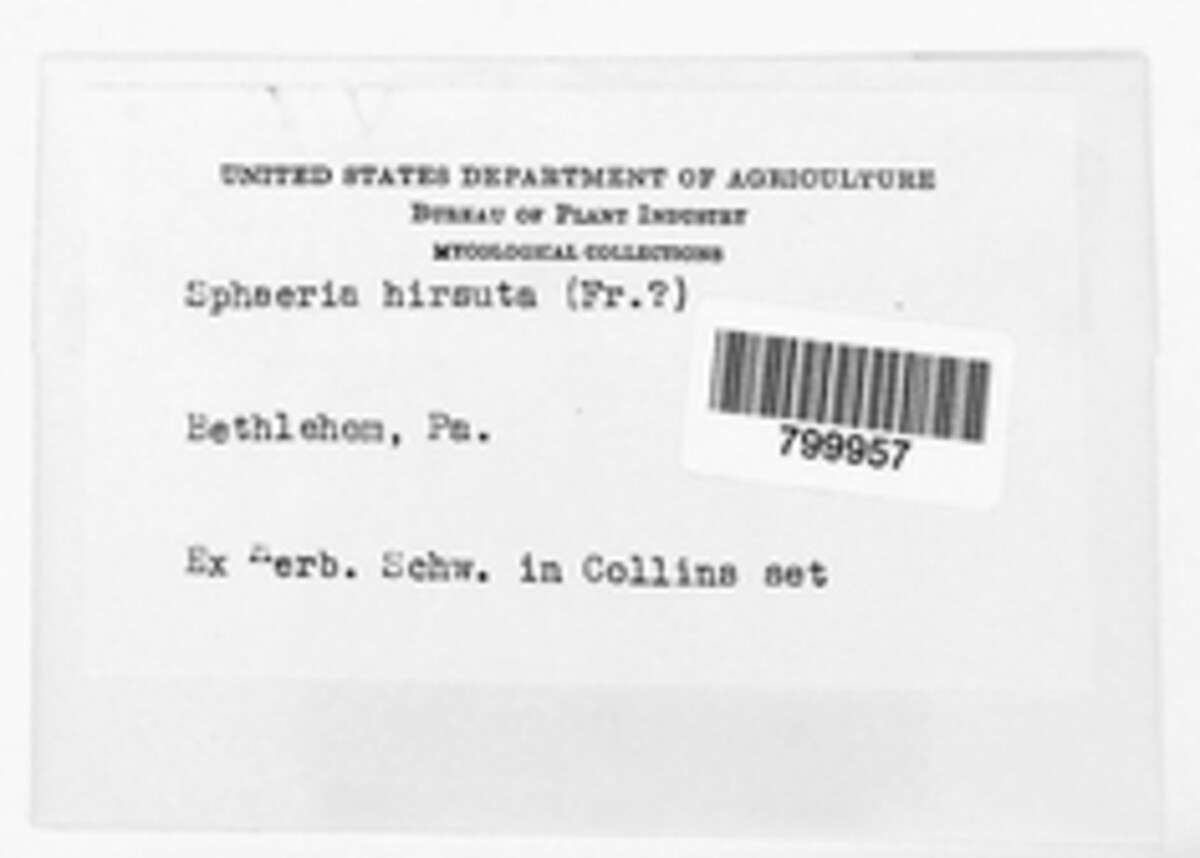 UNITED STATES DEPARTMENT OF AGRICULTURE
BUREAU OF PLANT INDUSTRY
MYCOLOGICAL COLLECTIONS
Sphaeria hirsuta (Fr.?)
799957
Bethlehem, Pa.
Ex Herb. Schw. in Collins set